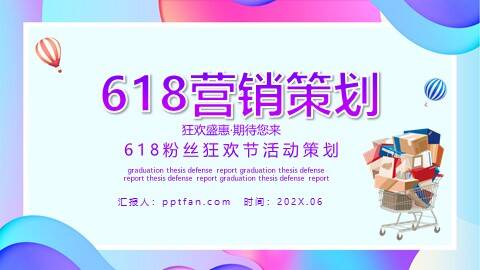 618营销策划
狂欢盛惠·期待您来
618粉丝狂欢节活动策划
graduation thesis defense report graduation thesis defense
report thesis defense report graduation thesis defense report
汇报人：pptfan.com 时间：202X.06